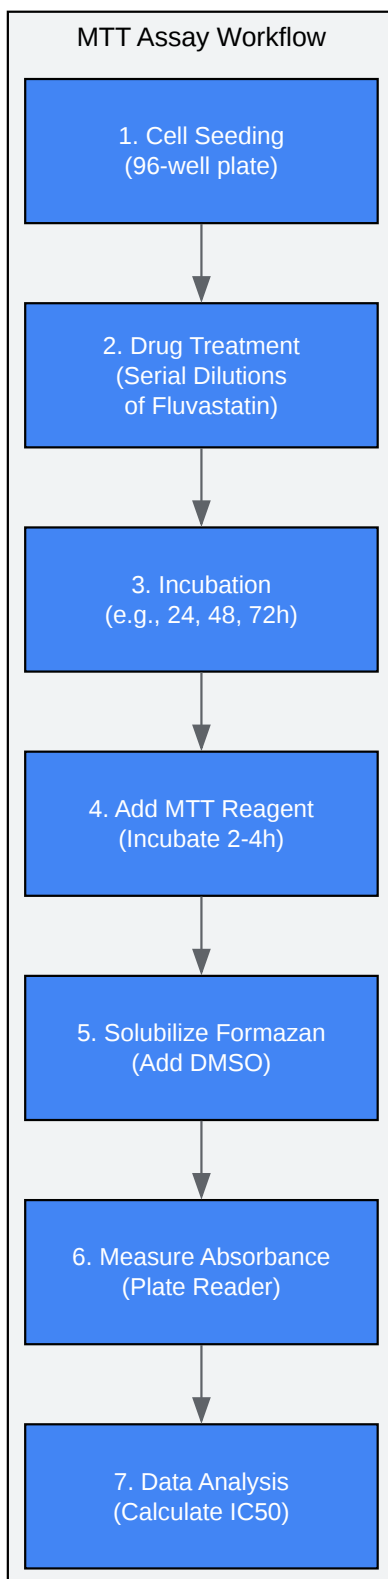 MTT Assay Workflow
1. Cell Seeding
(96-well plate)
2. Drug Treatment
(Serial Dilutions
of Fluvastatin)
3. Incubation
(e.g., 24, 48, 72h)
4. Add MTT Reagent
(Incubate 2-4h)
5. Solubilize Formazan
(Add DMSO)
6. Measure Absorbance
(Plate Reader)
7. Data Analysis
(Calculate IC50)